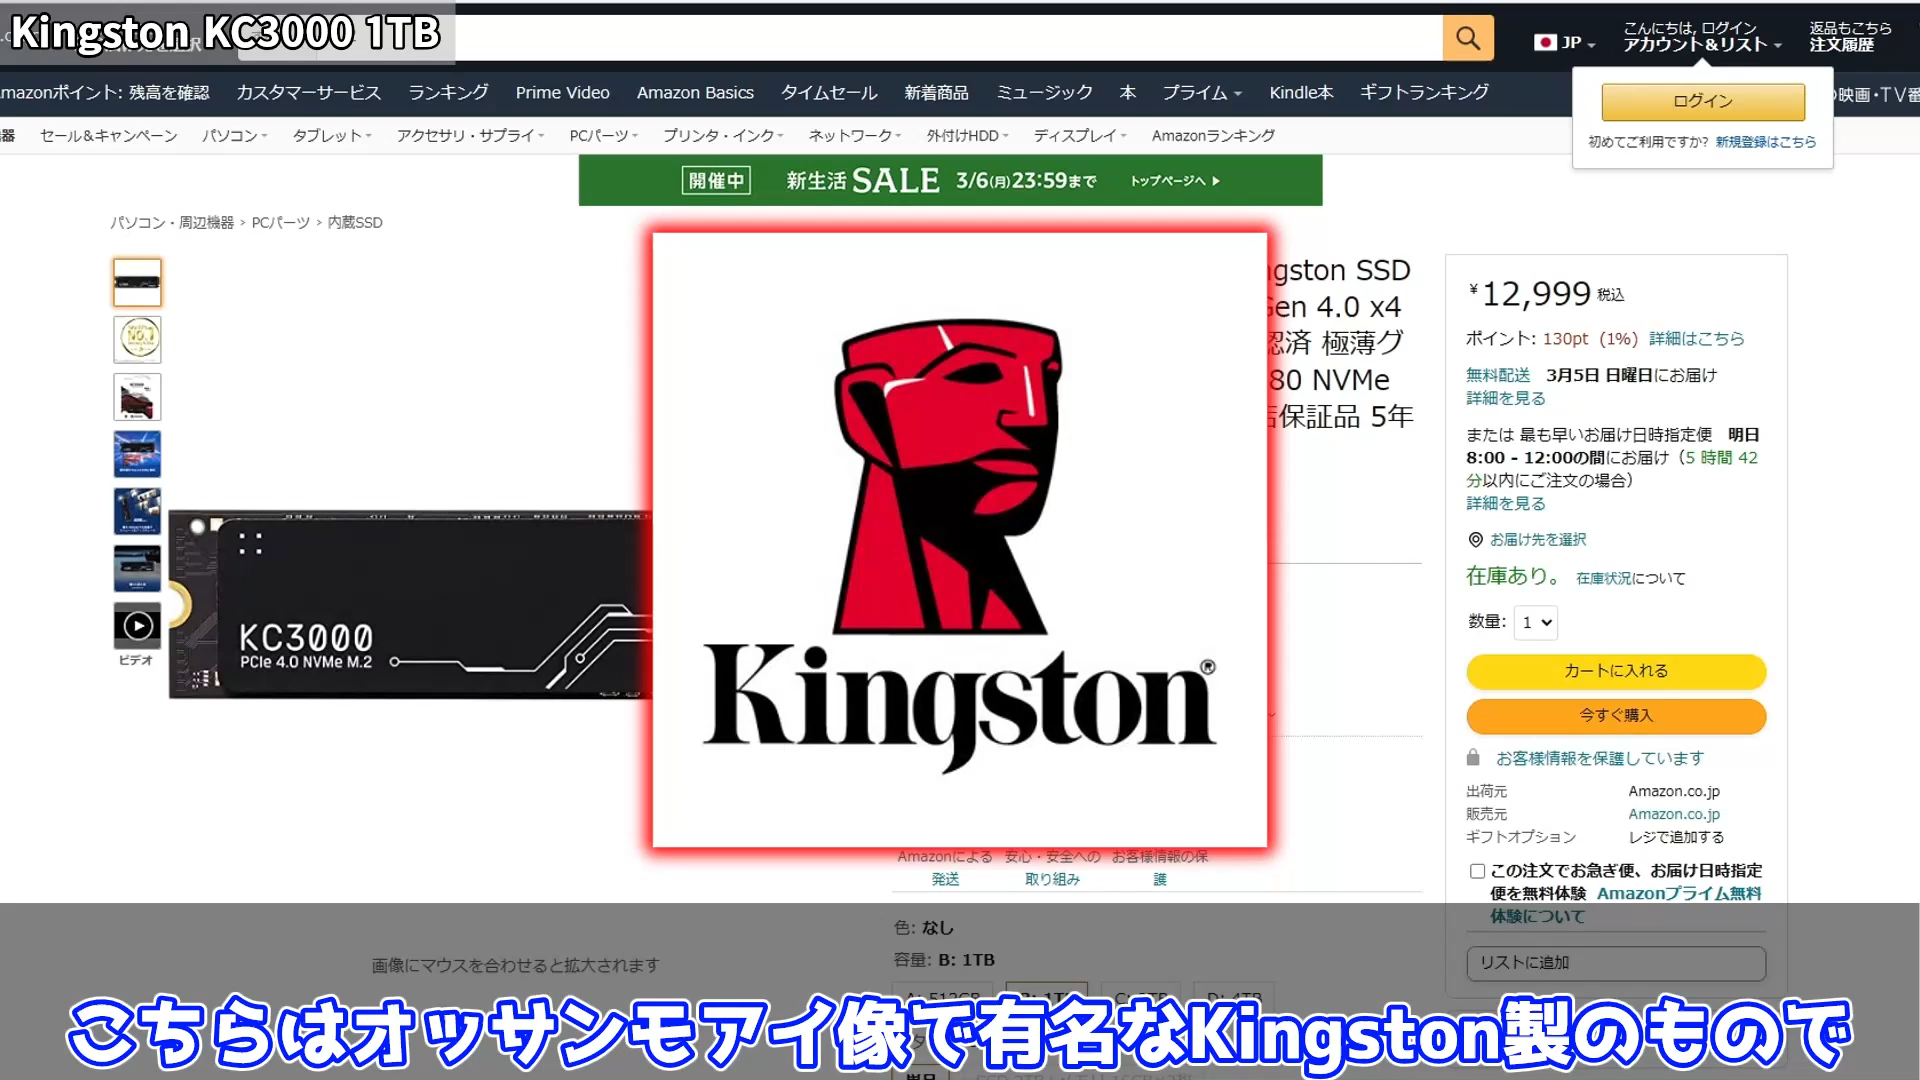 Kingston KC3000 1TB
JP
こんにちは, ログイン
アカウント&リスト
返品もこちら
注文履歴
mazonポイント: 残高を確認 カスタマーサービス ランキング Prime Video Amazon Basics タイムセール 新着商品 ミュージック 本 プライム Kindle本 ギフトランキング
の映画・TV番
ログイン
初めてご利用ですか? 新規登録はこちら
器 セール&キャンペーン パソコン タブレット アクセサリ・サプライ PCパーツ プリンタ・インク ネットワーク 外付けHDD ディスプレイ Amazonランキング
開催中 新生活SALE 3/6(月)23:59まで トップページへ
パソコン・周辺機器 > PCパーツ > 内蔵SSD
ビデオ
KC3000
PCIe 4.0 NVMe M.2
Kingston®
ngston SSD
Gen 4.0 x4
認済 極薄グ
80 NVMe
店保証品 5年
¥12,999 税込
ポイント: 130pt (1%) 詳細はこちら
無料配送 3月5日 日曜日にお届け
詳細を見る
または 最も早いお届け日時指定便 明日
8:00 - 12:00の間にお届け(5 時間 42
分以内にご注文の場合)
詳細を見る
お届け先を選択
在庫あり。 在庫状況について
数量: 1
カートに入れる
今すぐ購入
お客様情報を保護しています
出荷元 Amazon.co.jp
販売元 Amazon.co.jp
ギフトオプション レジで追加する
この注文でお急ぎ便、お届け日時指定
便を無料体験 Amazonプライム無料
体験について
リストに追加
Amazonによる
発送
安心・安全への
取り組み
お客様情報の保
護
色: なし
容量: B: 1TB
画像にマウスを合わせると拡大されます
こちらはオッサンモアイ像で有名なKingston製のもので